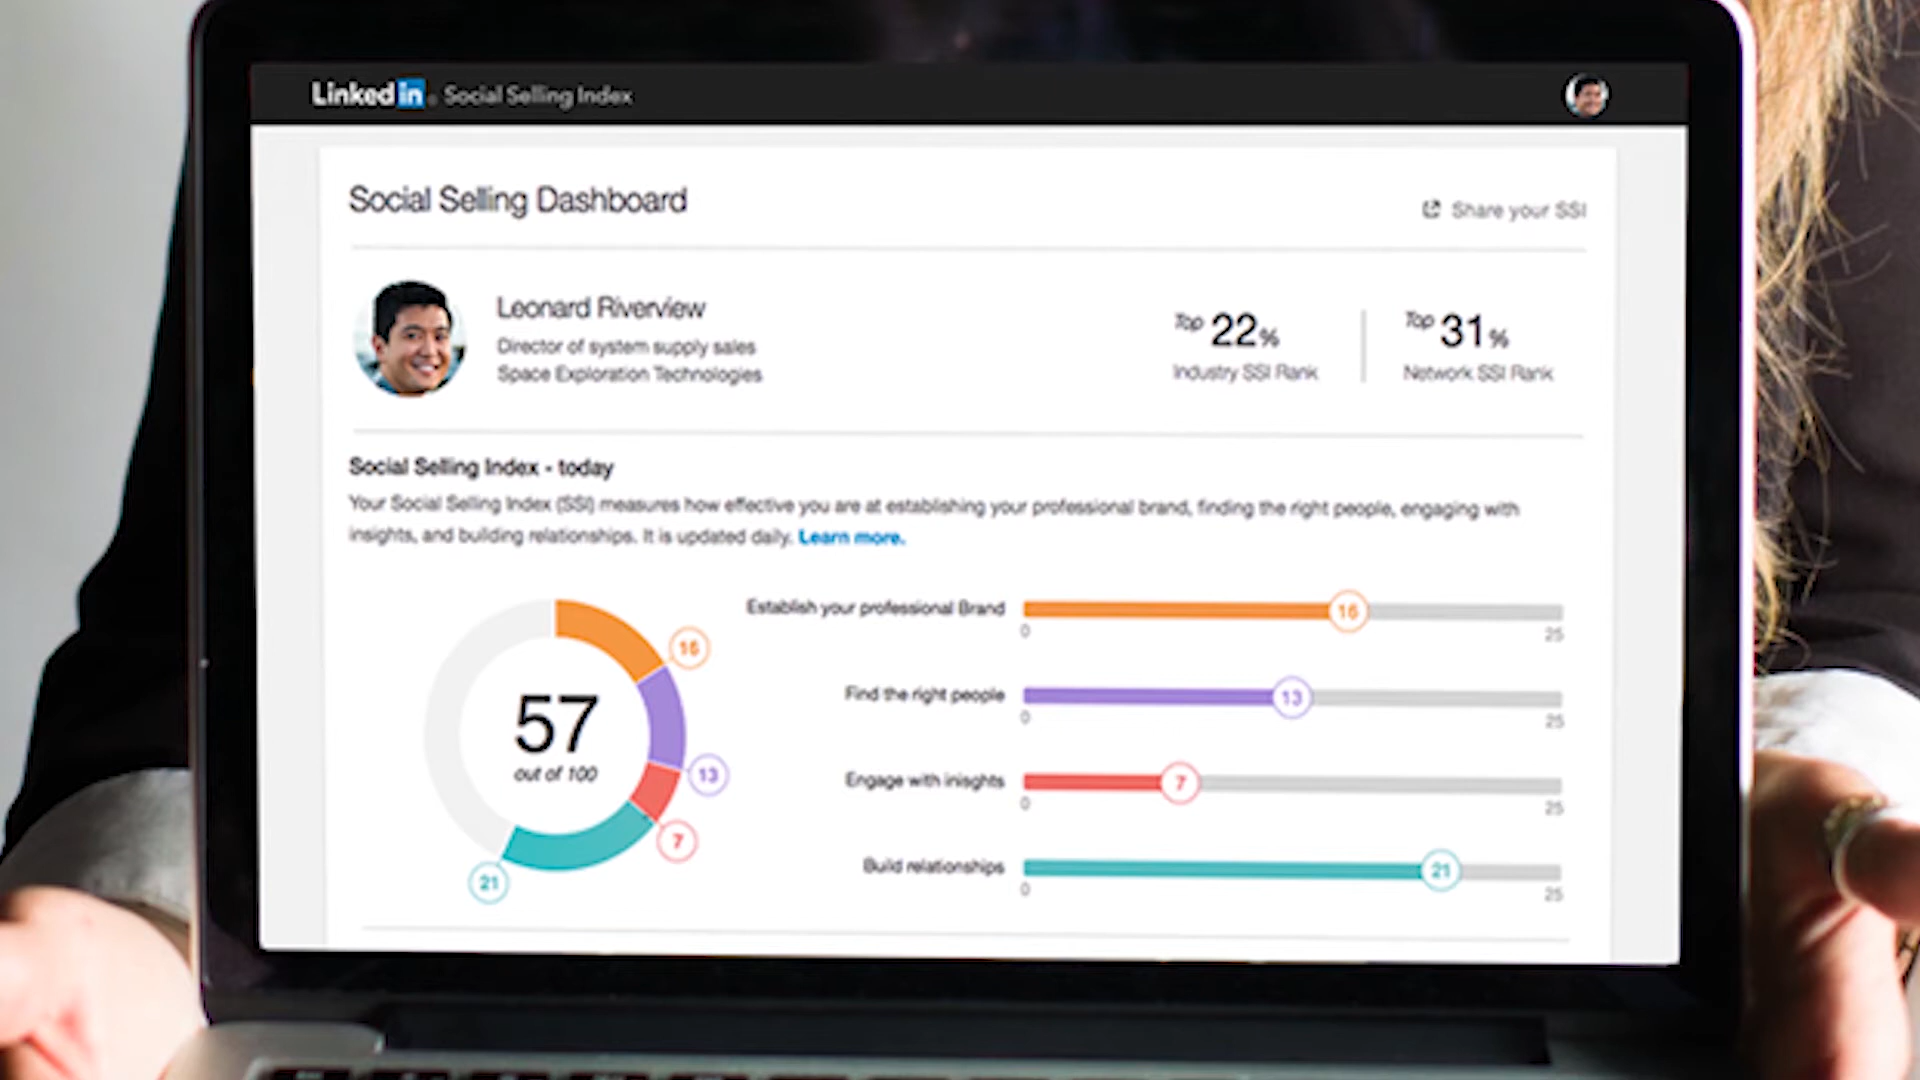 Linked in Social Selling Index
Social Selling Dashboard
Share your SSI
Leonard Riverview
Director of system supply sales
Space Exploration Technologies
Top 22%
Industry SSI Rank
Top 31%
Network SSI Rank
Social Selling Index - today
Your Social Selling Index (SSI) measures how effective you are at establishing your professional brand, finding the right people, engaging with
insights, and building relationships. It is updated daily. Learn more.
57
out of 100
16
13
7
21
Establish your professional Brand
16
0
25
Find the right people
13
0
25
Engage with inisghts
7
0
25
Build relationships
21
0
25